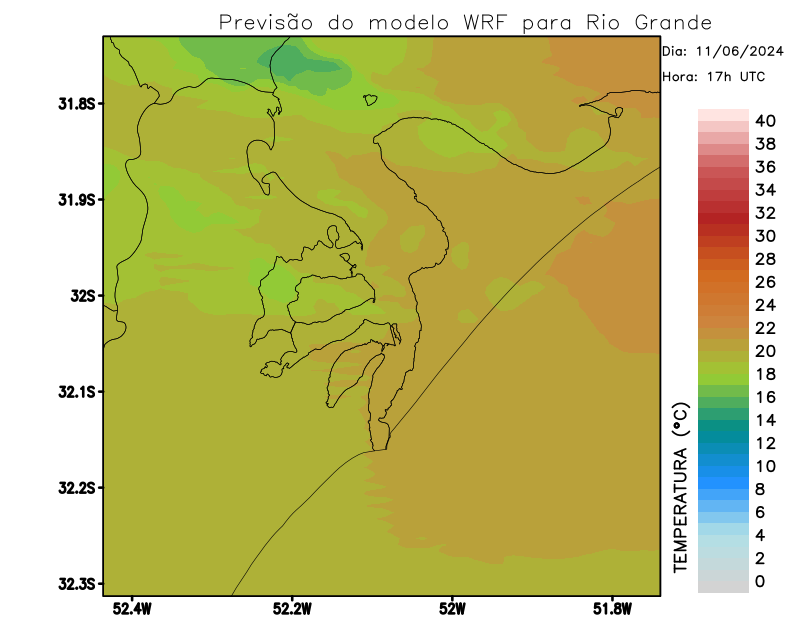 Previsão do modelo WRF para Rio Grande
Dia: 11/06/2024
Hora: 17h UTC
31.8S
31.9S
32S
32.1S
32.2S
32.3S
52.4W
52.2W
52W
51.8W
TEMPERATURA (°C)
40
38
36
34
32
30
28
26
24
22
20
18
16
14
12
10
8
6
4
2
0